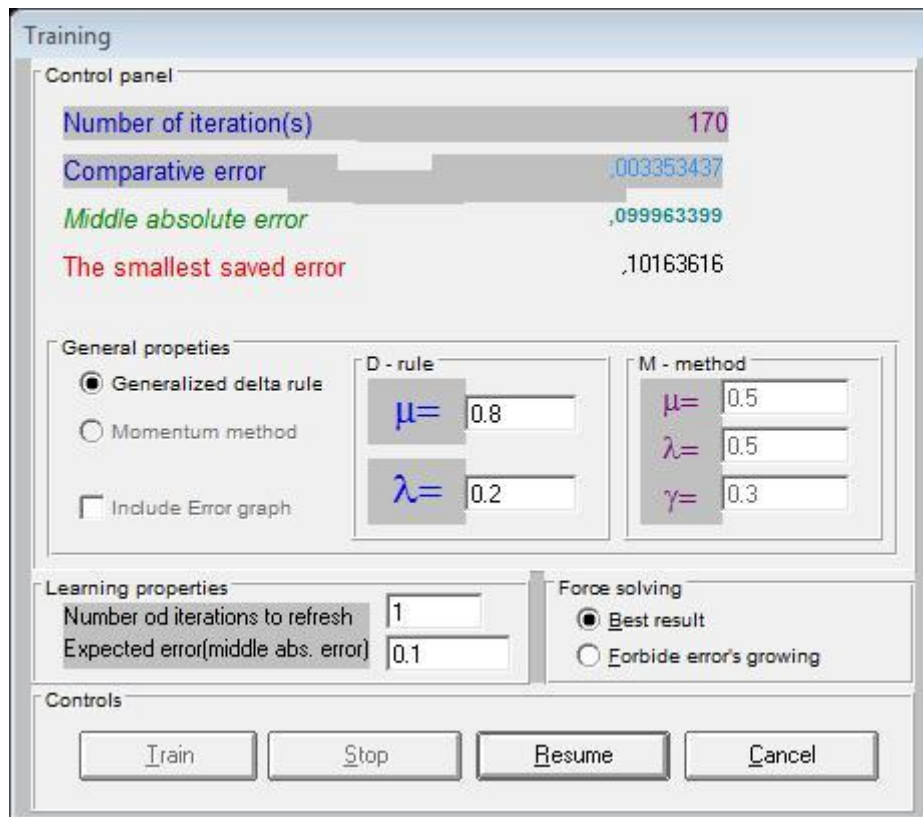 Training
Control panel
Number of iteration(s) 170
Comparative error ,003353437
Middle absolute error ,099963399
The smallest saved error ,10163616
General propeties
Generalized delta rule
Momentum method
Include Error graph
D - rule
μ= 0.8
λ= 0.2
M - method
μ= 0.5
λ= 0.5
γ= 0.3
Learning properties
Number od iterations to refresh 1
Expected error(middle abs. error) 0.1
Force solving
Best result
Forbide error's growing
Controls
Train Stop Resume Cancel